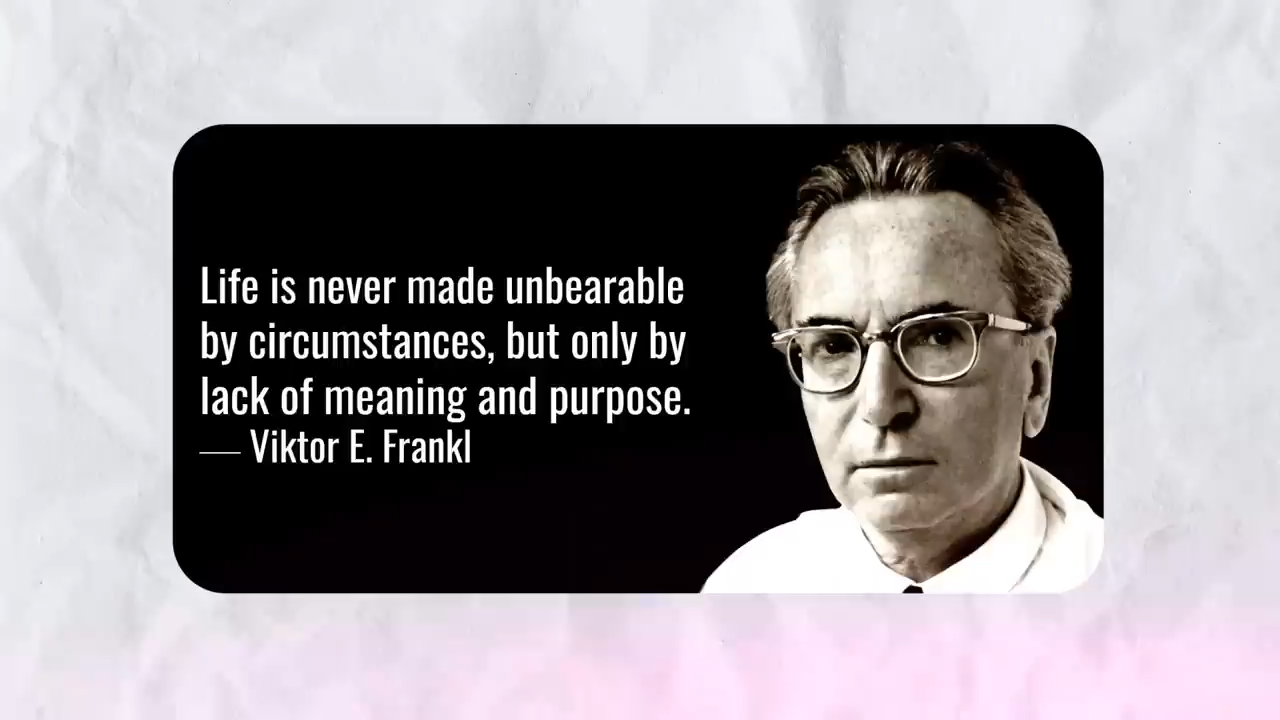 Life is never made unbearable
by circumstances, but only by
lack of meaning and purpose.
— Viktor E. Frankl